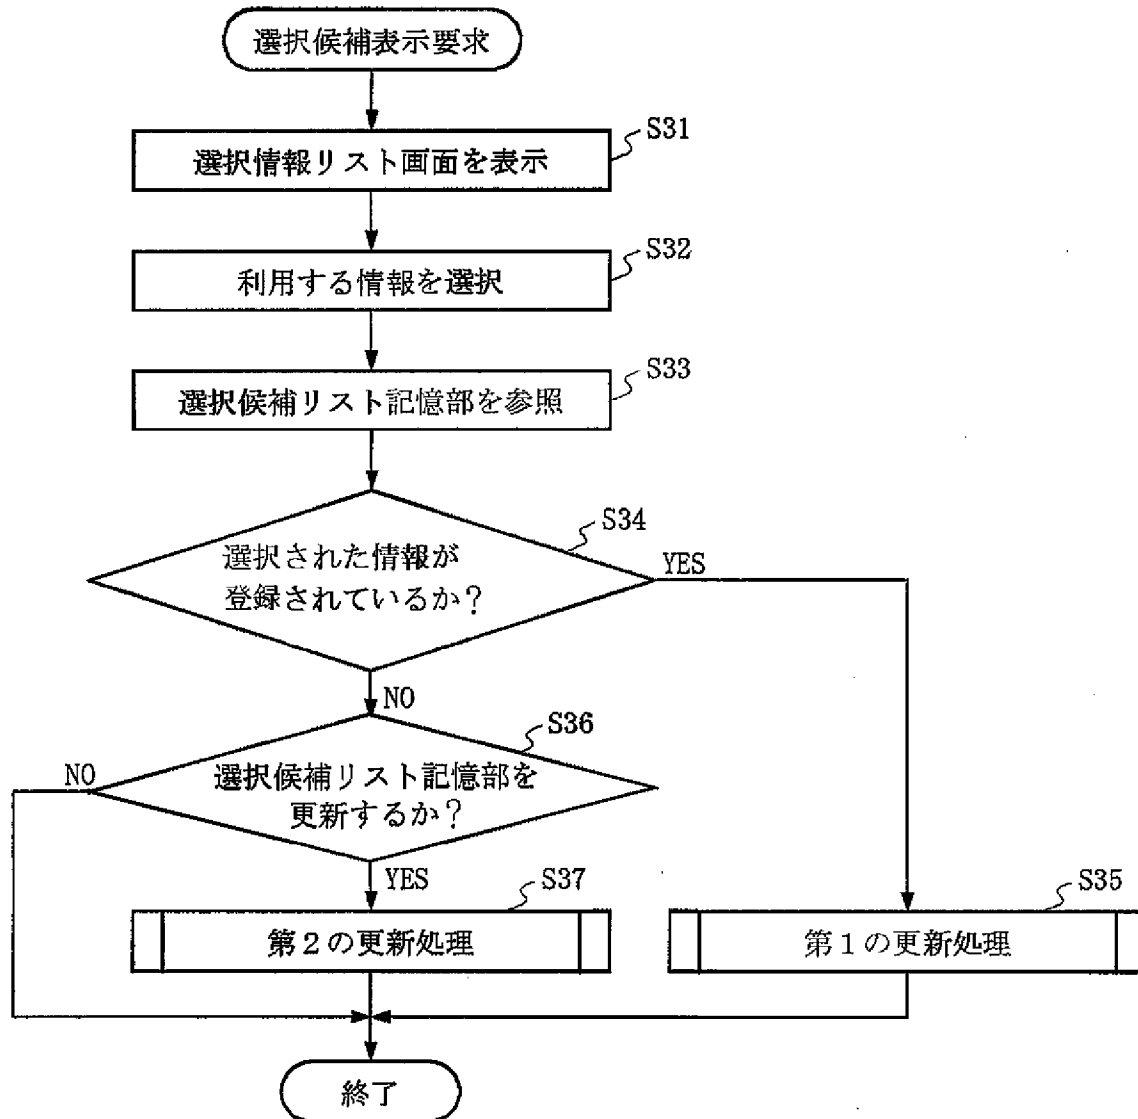 選択候補表示要求
S31
選択情報リスト画面を表示
S32
利用する情報を選択
S33
選択候補リスト記憶部を参照
S34
選択された情報が
登録されているか?
YES
NO
S36
選択候補リスト記憶部を
更新するか?
NO
YES
S37
第2の更新処理
S35
第1の更新処理
終了